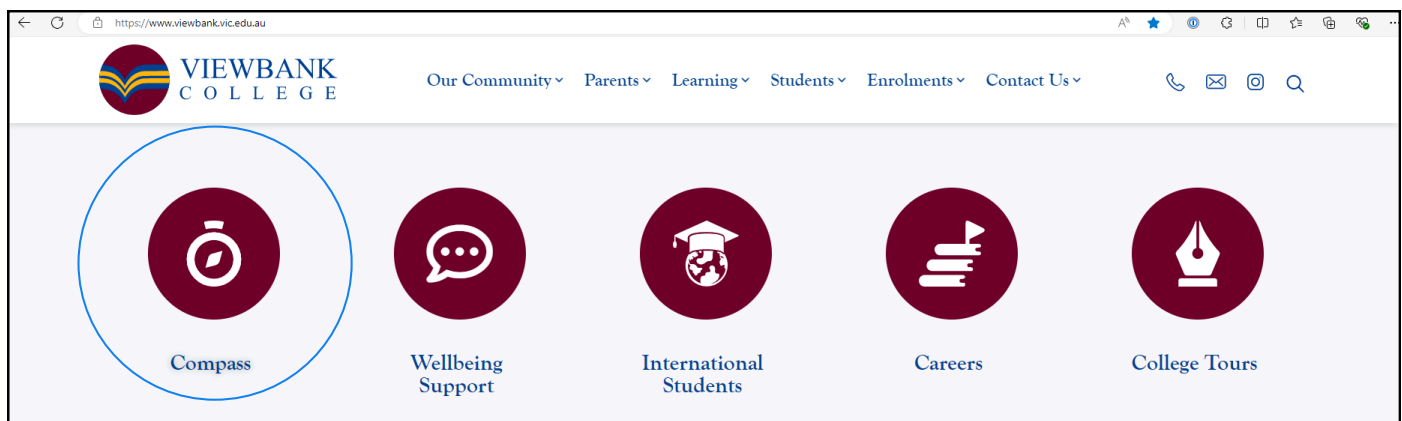 https://www.viewbank.vic.edu.au
VIEWBANK
COLLEGE
Our Community Parents Learning Students Enrolments Contact Us
Compass
Wellbeing
Support
International
Students
Careers
College Tours